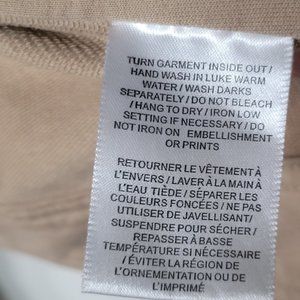 TURN GARMENT INSIDE OUT /
HAND WASH IN LUKE WARM
WATER / WASH DARKS
SEPARATELY / DO NOT BLEACH
/ HANG TO DRY / IRON LOW
SETTING IF NECESSARY / DO
NOT IRON ON EMBELLISHMENT
OR PRINTS
RETOURNER LE VÊTEMENT À
L'ENVERS / LAVER À LA MAIN À
L'EAU TIÈDE / SÉPARER LES
COULEURS FONCÉES / NE PAS
UTILISER DE JAVELLISANT /
SUSPENDRE POUR SÉCHER /
REPASSER À BASSE
TEMPÉRATURE SI NÉCESSAIRE
/ ÉVITER LA RÉGION DE
L'ORNEMENTATION OU DE
L'IMPRIMÉ